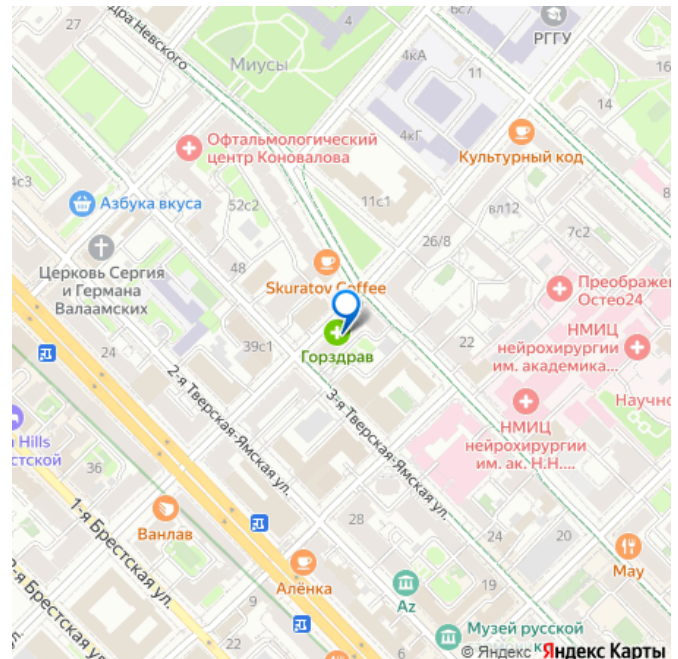 27
4
6с7
РГГУ
дра Невского
Миусы
4кА
11
16
14
Офтальмологический
центр Коновалова
4кГ
Культурный код
4с3
Азбука вкуса
52с2
11с1
вл12
8
7с2
26/8
Церковь Сергия
и Германа
Валаамских
48
Skuratov Coffee
Преображен
Остео24
НМИЦ
нейрохирургии
им. академика...
24
39с1
Горздрав
22
2-я Тверская-Ямская ул.
3-я Тверская-Ямская ул.
Научно
НМИЦ
нейрохирургии
им. ак. Н.Н....
Hills
стской
36
Ванлав
1-я Брестская ул.
28
24
20
Алёнка
Az
19
May
9
2-я Брестская ул.
22
Музей русской
к
© Яндекс Яндекс Карты